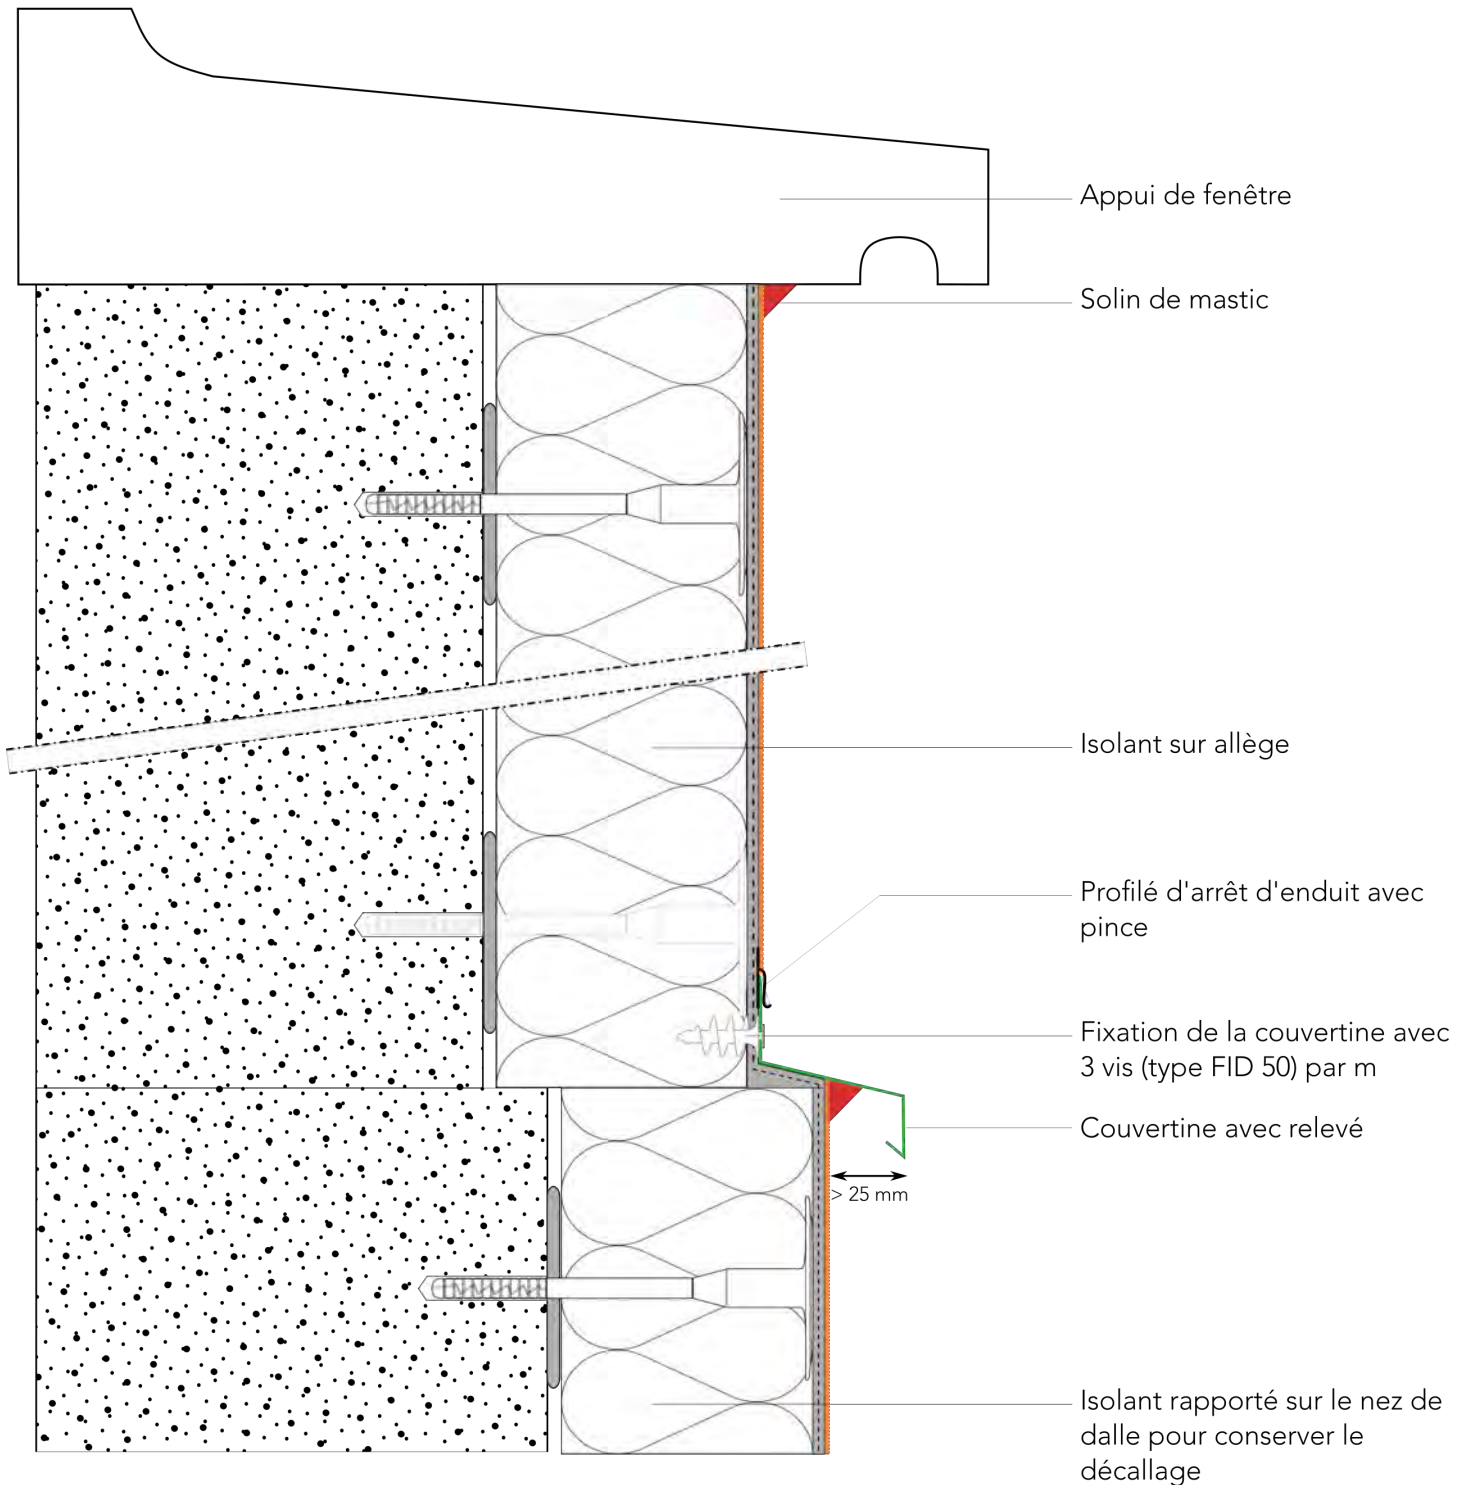 Appui de fenêtre
Solin de mastic
Isolant sur allège
Profilé d'arrêt d'enduit avec
pince
Fixation de la couvertine avec
3 vis (type FID 50) par m
Couvertine avec relevé
> 25 mm
Isolant rapporté sur le nez de
dalle pour conserver le
décallage